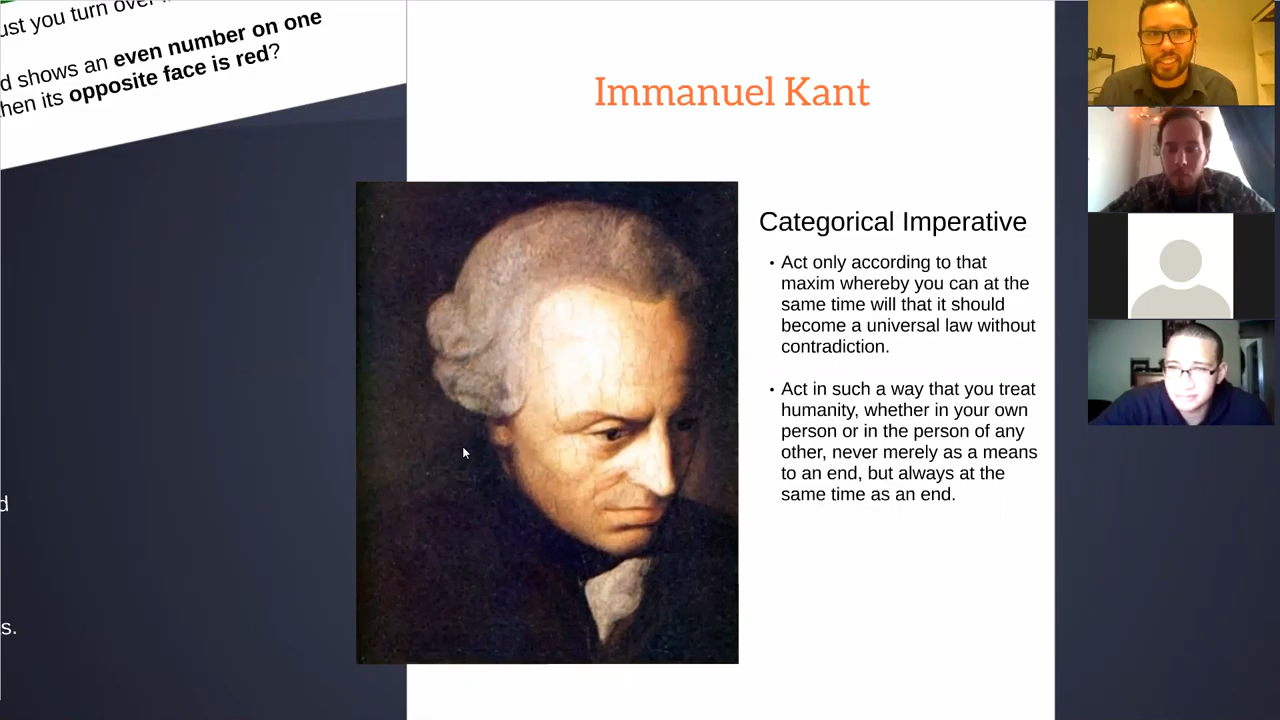 ust you turn over
d shows an even number on one
hen its opposite face is red?
d
s.
Immanuel Kant
Categorical Imperative
• Act only according to that
maxim whereby you can at the
same time will that it should
become a universal law without
contradiction.
• Act in such a way that you treat
humanity, whether in your own
person or in the person of any
other, never merely as a means
to an end, but always at the
same time as an end.